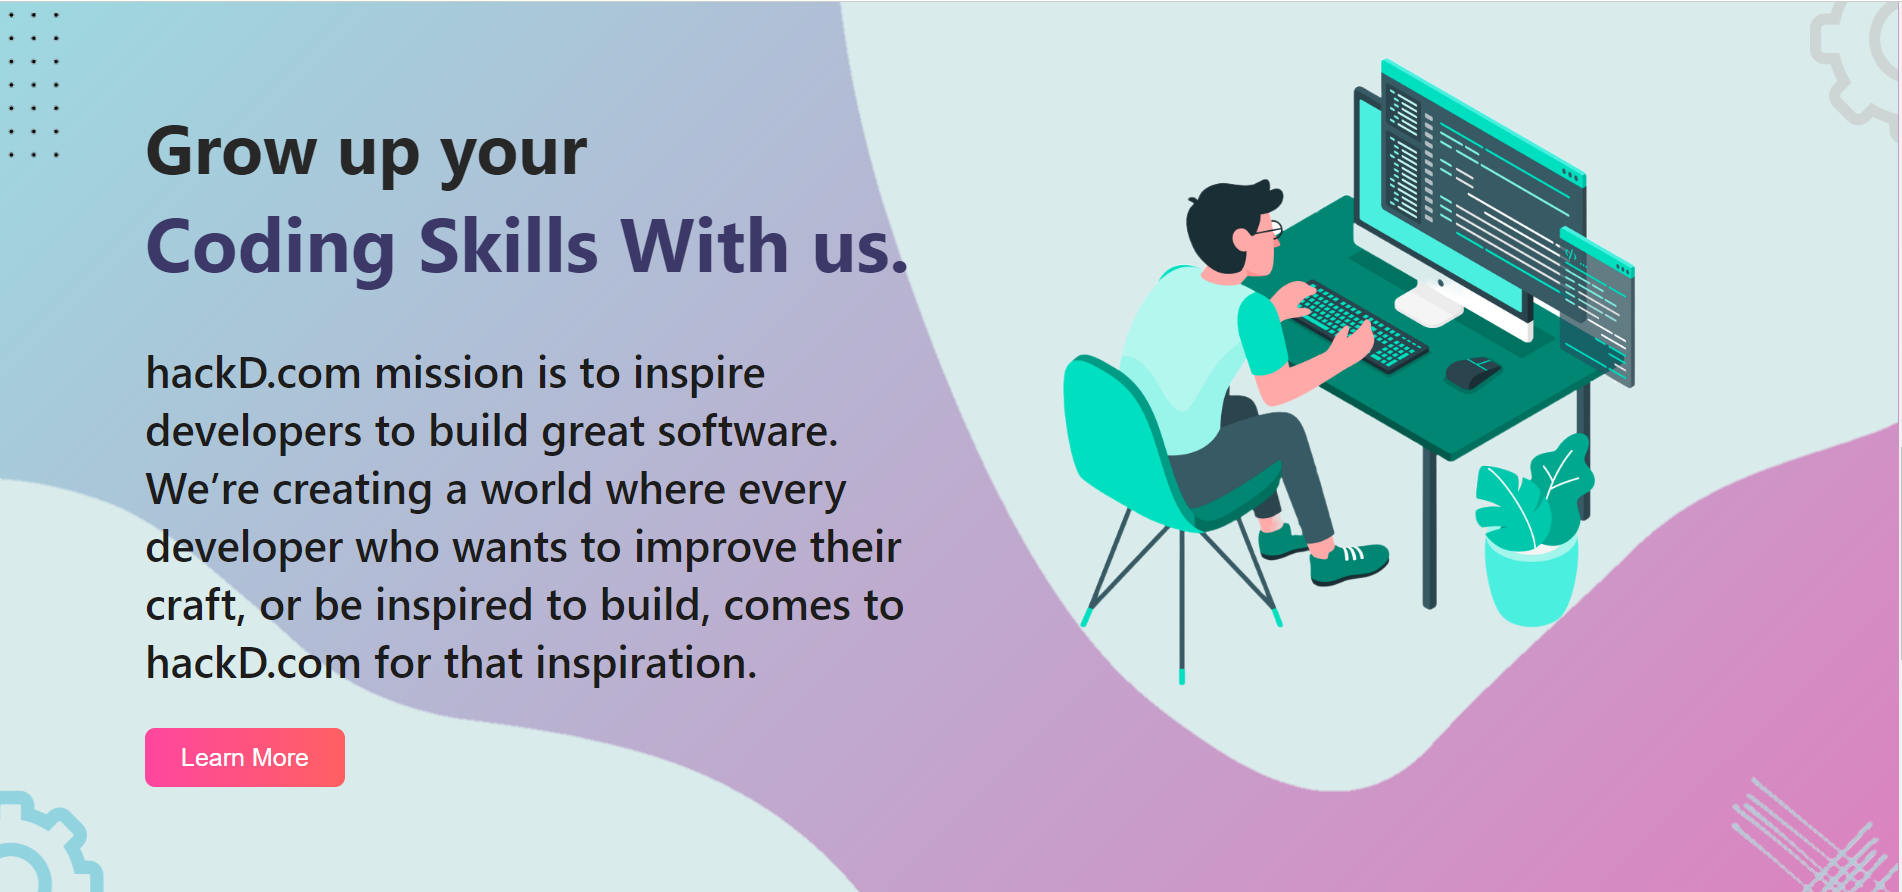 Grow up your
Coding Skills With us.
hackD.com mission is to inspire
developers to build great software.
We’re creating a world where every
developer who wants to improve their
craft, or be inspired to build, comes to
hackD.com for that inspiration.
Learn More